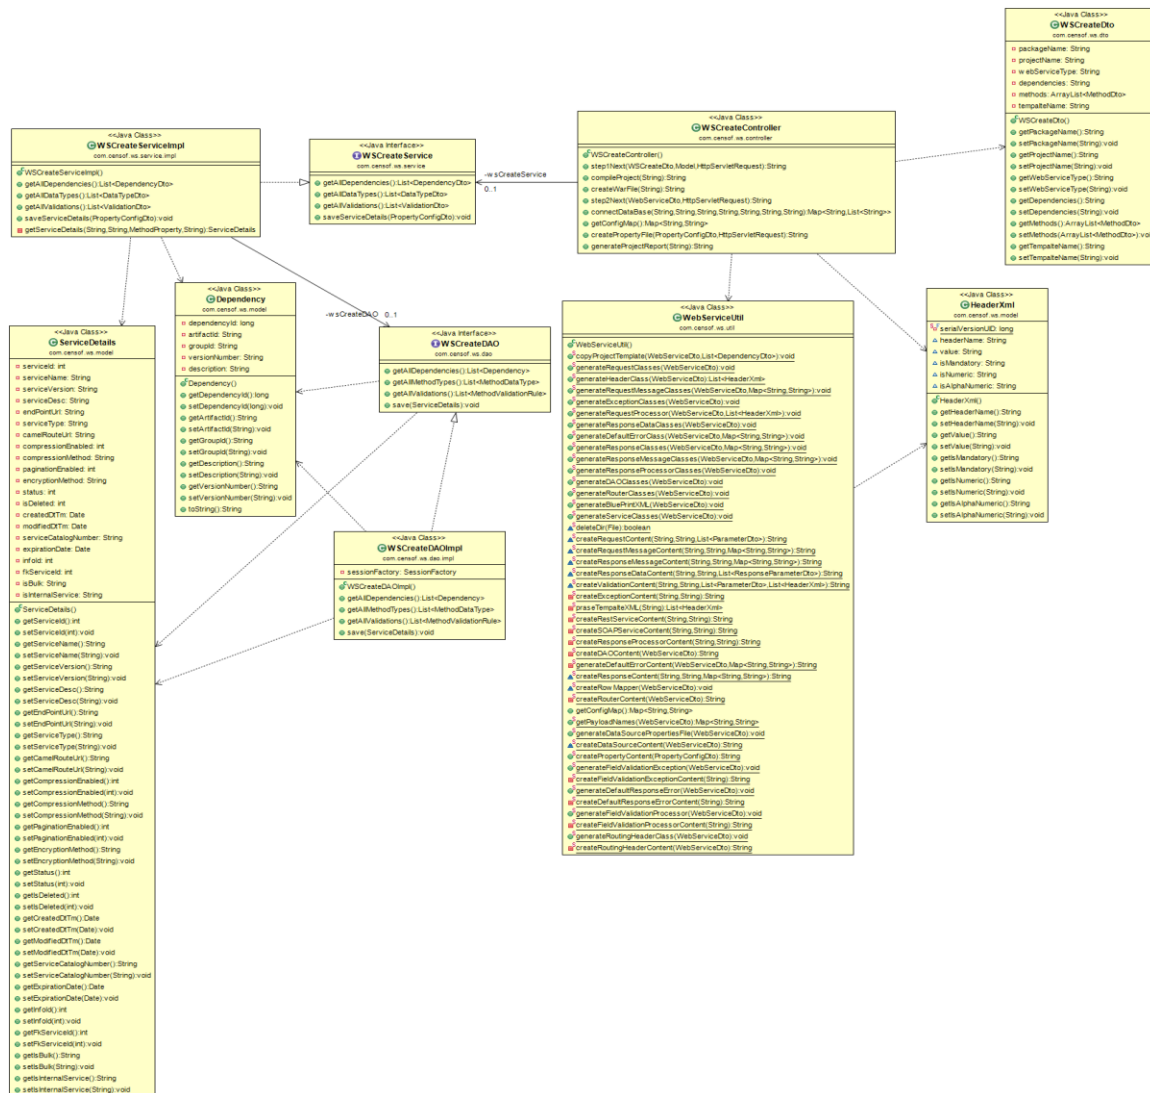 <<Java Class>>
WSCreateDto
com.censof.ws.dto
packageName: String
projectName: String
webServiceType: String
dependencies: String
methods: ArrayList<MethodDto>
tempalteName: String
WSCreateDto()
getPackageName():String
setPackageName(String):void
getProjectName():String
setProjectName(String):void
getWebServiceType():String
setWebServiceType(String):void
getDependencies():String
setDependencies(String):void
getMethods():ArrayList<MethodDto>
setMethods(ArrayList<MethodDto>):void
getTempalteName():String
setTempalteName(String):void
<<Java Class>>
WSCreateServiceImpl
com.censof.ws.service.impl
WSCreateServiceImpl()
getAllDependencies():List<DependencyDto>
getAllDataTypes():List<DataTypeDto>
getAllValidations():List<ValidationDto>
saveServiceDetails(PropertyConfigDto):void
getServiceDetails(String,String,MethodProperty,String):ServiceDetails
<<Java Interface>>
WSCreateService
com.censof.ws.service
getAllDependencies():List<DependencyDto>
getAllDataTypes():List<DataTypeDto>
getAllValidations():List<ValidationDto>
saveServiceDetails(PropertyConfigDto):void
-wsCreateService
0..1
<<Java Class>>
WSCreateController
com.censof.ws.controller
WSCreateController()
step1Next(WSCreateDto,Model,HttpServletRequest):String
compileProject(String):String
createWarFile(String):String
step2Next(WebServiceDto,HttpServletRequest):String
connectDataBase(String,String,String,String,String,String):Map<String,List<String>>
getConfigMap():Map<String,String>
createPropertyFile(PropertyConfigDto,HttpServletRequest):String
generateProjectReport(String):String
<<Java Class>>
ServiceDetails
com.censof.ws.model
serviceId: int
serviceName: String
serviceVersion: String
serviceDesc: String
endPointUrl: String
serviceType: String
camelRouteUrl: String
compressionEnabled: int
compressionMethod: String
paginationEnabled: int
encryptionMethod: String
status: int
isDeleted: int
createdDtTm: Date
modifiedDtTm: Date
serviceCatalogNumber: String
expirationDate: Date
infoId: int
fkServiceId: int
isBulk: String
isInternalService: String
ServiceDetails()
getServiceId():int
setServiceId(int):void
getServiceName():String
setServiceName(String):void
getServiceVersion():String
setServiceVersion(String):void
getServiceDesc():String
setServiceDesc(String):void
getEndPointUrl():String
setEndPointUrl(String):void
getServiceType():String
setServiceType(String):void
getCamelRouteUrl():String
setCamelRouteUrl(String):void
getCompressionEnabled():int
setCompressionEnabled(int):void
getCompressionMethod():String
setCompressionMethod(String):void
getPaginationEnabled():int
setPaginationEnabled(int):void
getEncryptionMethod():String
setEncryptionMethod(String):void
getStatus():int
setStatus(int):void
getIsDeleted():int
setIsDeleted(int):void
getCreatedDtTm():Date
setCreatedDtTm(Date):void
getModifiedDtTm():Date
setModifiedDtTm(Date):void
getServiceCatalogNumber():String
setServiceCatalogNumber(String):void
getExpirationDate():Date
setExpirationDate(Date):void
getInfoId():int
setInfoId(int):void
getFkServiceId():int
setFkServiceId(int):void
getIsBulk():String
setIsBulk(String):void
getIsInternalService():String
setIsInternalService(String):void
<<Java Class>>
Dependency
com.censof.ws.model
dependencyId: long
artifactId: String
groupId: String
versionNumber: String
description: String
Dependency()
getDependencyId():long
setDependencyId(long):void
getArtifactId():String
setArtifactId(String):void
getGroupId():String
setGroupId(String):void
getDescription():String
setDescription(String):void
getVersionNumber():String
setVersionNumber(String):void
toString():String
-wsCreateDAO
0..1
<<Java Interface>>
WSCreateDAO
com.censof.ws.dao
getAllDependencies():List<Dependency>
getAllMethodTypes():List<MethodDataType>
getAllValidations():List<MethodValidationRule>
save(ServiceDetails):void
<<Java Class>>
WSCreateDAOImpl
com.censof.ws.dao.impl
sessionFactory: SessionFactory
WSCreateDAOImpl()
getAllDependencies():List<Dependency>
getAllMethodTypes():List<MethodDataType>
getAllValidations():List<MethodValidationRule>
save(ServiceDetails):void
<<Java Class>>
WebServiceUtil
com.censof.ws.util
WebServiceUtil()
copyProjectTemplate(WebServiceDto,List<DependencyDto>):void
generateRequestClasses(WebServiceDto):void
generateHeaderClass(WebServiceDto):List<HeaderXml>
generateRequestMessageClasses(WebServiceDto,Map<String,String>):void
generateExceptionClasses(WebServiceDto):void
generateRequestProcessor(WebServiceDto,List<HeaderXml>):void
generateResponseDataClasses(WebServiceDto):void
generateDefaultErrorClass(WebServiceDto,Map<String,String>):void
generateResponseClasses(WebServiceDto,Map<String,String>):void
generateResponseMessageClasses(WebServiceDto,Map<String,String>):void
generateResponseProcessorClasses(WebServiceDto):void
generateDAOClasses(WebServiceDto):void
generateRouterClasses(WebServiceDto):void
generateBluePrintXML(WebServiceDto):void
generateServiceClasses(WebServiceDto):void
deleteDir(File):boolean
createRequestContent(String,String,List<ParameterDto>):String
createRequestMessageContent(String,String,Map<String,String>):String
createResponseMessageContent(String,String,Map<String,String>):String
createResponseDataContent(String,String,List<ResponseParameterDto>):String
createValidationContent(String,String,List<ParameterDto>,List<HeaderXml>):String
createExceptionContent(String,String):String
praseTempalteXML(String):List<HeaderXml>
createRestServiceContent(String,String):String
createSOAPServiceContent(String,String):String
createResponseProcessorContent(String,String):String
createDAOContent(WebServiceDto):String
generateDefaultErrorContent(WebServiceDto,Map<String,String>):String
createResponseContent(String,String,Map<String,String>):String
createRowMapper(WebServiceDto):void
createRouterContent(WebServiceDto):String
getConfigMap():Map<String,String>
getPayloadNames(WebServiceDto):Map<String,String>
generateDataSourcePropertiesFile(WebServiceDto):void
createDataSourceContent(WebServiceDto):String
createPropertyContent(PropertyConfigDto):String
generateFieldValidationException(WebServiceDto):void
createFieldValidationExceptionContent(String):String
generateDefaultResponseError(WebServiceDto):void
createDefaultResponseErrorContent(String):String
generateFieldValidationProcessor(WebServiceDto):void
createFieldValidationProcessorContent(String):String
generateRoutingHeaderClass(WebServiceDto):void
createRoutingHeaderContent(WebServiceDto):String
<<Java Class>>
HeaderXml
com.censof.ws.model
serialVersionUID: long
headerName: String
value: String
isMandatory: String
isNumeric: String
isAlphaNumeric: String
HeaderXml()
getHeaderName():String
setHeaderName(String):void
getValue():String
setValue(String):void
getIsMandatory():String
setIsMandatory(String):void
getIsNumeric():String
setIsNumeric(String):void
getIsAlphaNumeric():String
setIsAlphaNumeric(String):void